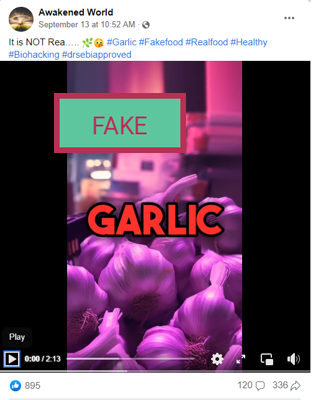 Awakened World
September 13 at 10:52 AM ·
It is NOT Rea..... 🌿😘 #Garlic #Fakefood #Realfood #Healthy
#Biohacking #drsebiapproved
FAKE
GARLIC
Play
0:00 / 2:13
895
120
336